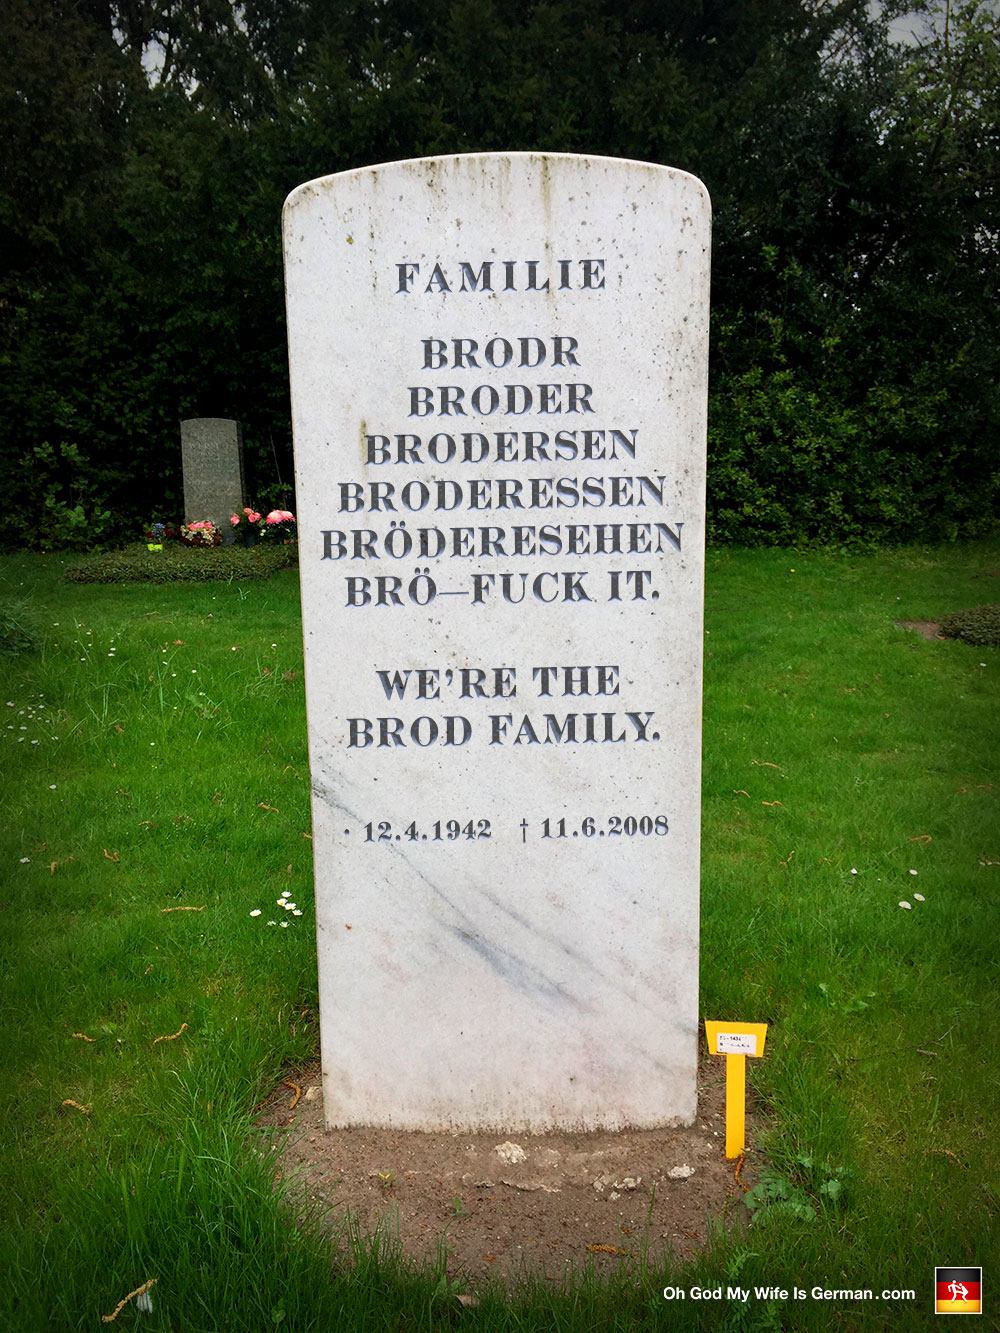 FAMILIE
BRODR
BRODER
BRODERSEN
BRODERESSEN
BRÖDERESEHEN
BRÖ—FUCK IT.
WE'RE THE
BROD FAMILY.
· 12.4.1942 † 11.6.2008
Oh God My Wife Is German.com